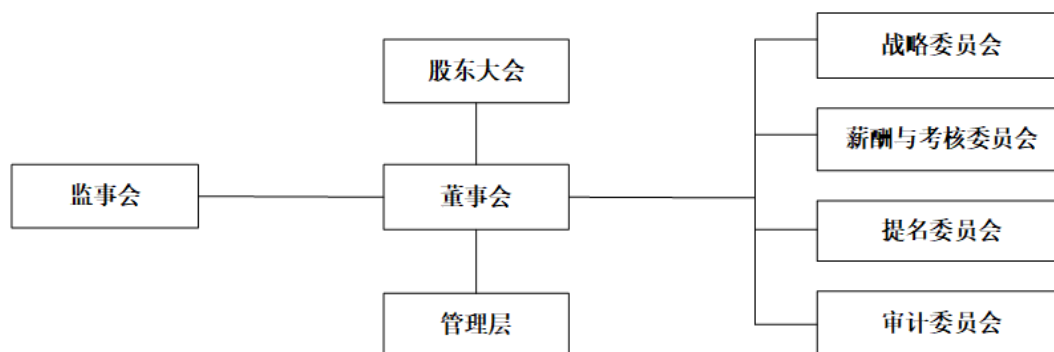 战略委员会
股东大会
薪酬与考核委员会
监事会
董事会
提名委员会
管理层
审计委员会